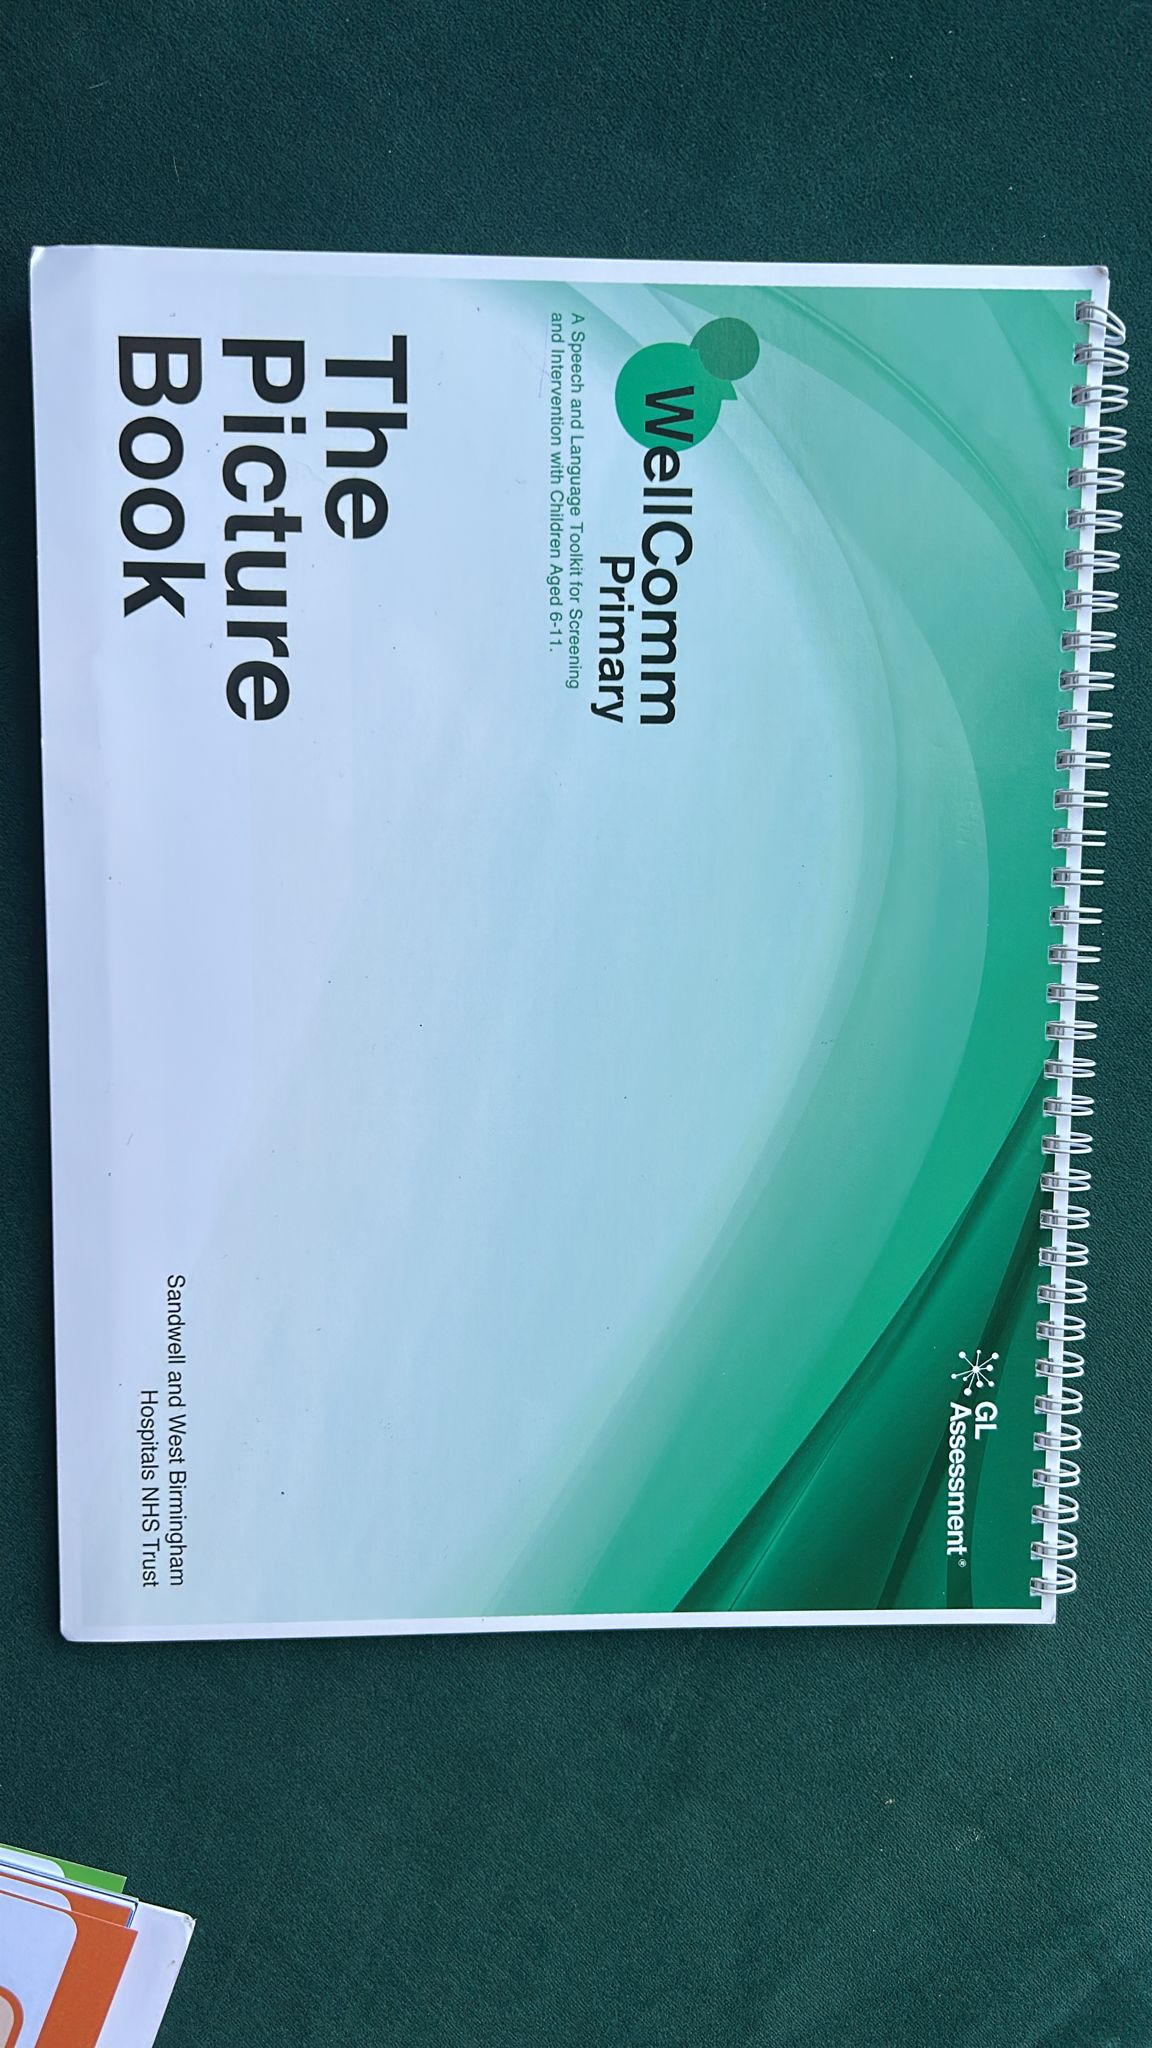 GL
Assessment®
WellComm
Primary
A Speech and Language Toolkit for Screening
and Intervention with Children Aged 6-11.
The
Picture
Book
Sandwell and West Birmingham
Hospitals NHS Trust